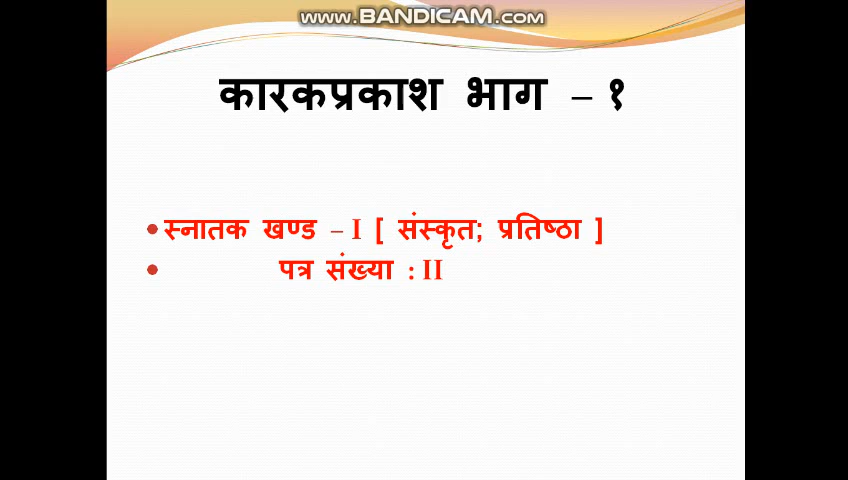 www.BANDICAM.com
कारकप्रकाश भाग – १
•स्नातक खण्ड – I [ संस्कृत; प्रतिष्ठा ]
• पत्र संख्या : II